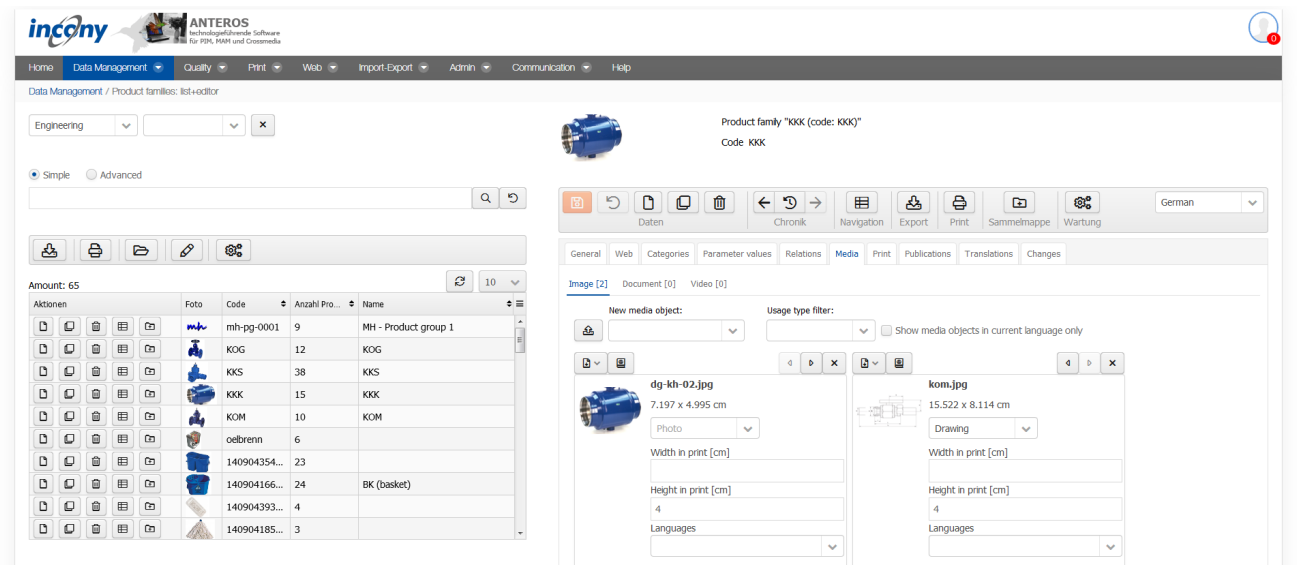 incony
ANTEROS
technologieführende Software
für PIM, MAM und Crossmedia
0
Home Data Management Quality Print Web Import-Export Admin Communication Help
Data Management / Product families: list+editor
Engineering
Product family "KKK (code: KKK)"
Code KKK
Simple Advanced
German
Daten Chronik Navigation Export Print Sammelmappe Wartung
General Web Categories Parameter values Relations Media Print Publications Translations Changes
Image [2] Document [0] Video [0]
Amount: 65
10
Aktionen Foto Code Anzahl Pro... Name
mh mh-pg-0001 9 MH - Product group 1
KOG 12 KOG
KKS 38 KKS
KKK 15 KKK
KOM 10 KOM
oelbrenn 6
140904354... 23
140904166... 24 BK (basket)
140904393... 4
140904185... 3
New media object: Usage type filter:
Show media objects in current language only
dg-kh-02.jpg
7.197 x 4.995 cm
Photo
Width in print [cm]
Height in print [cm]
4
Languages
kom.jpg
15.522 x 8.114 cm
Drawing
Width in print [cm]
Height in print [cm]
4
Languages